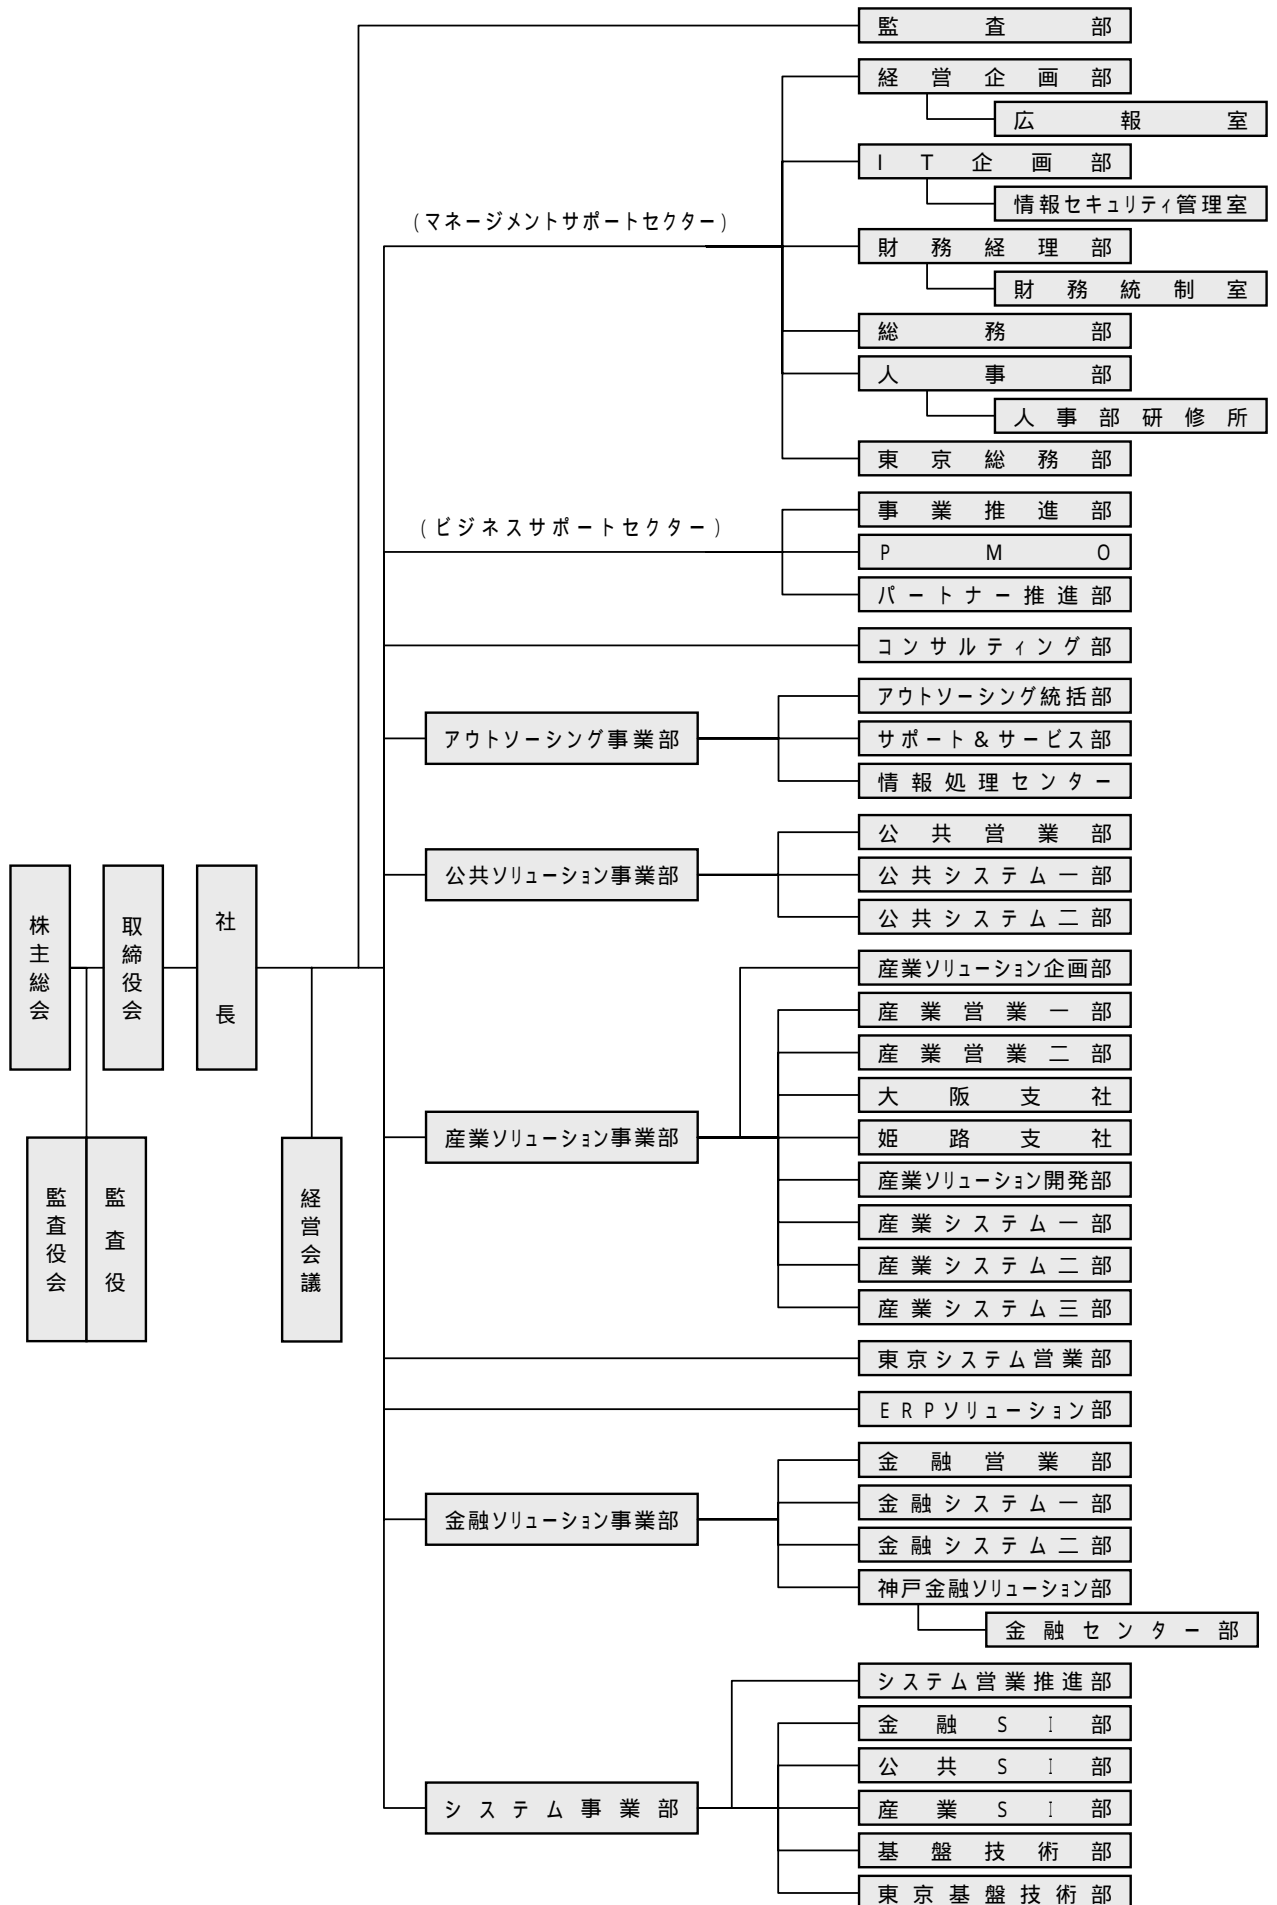 監査部
経営企画部
広報室
IT企画部
情報セキュリティ管理室
(マネージメントサポートセクター)
財務経理部
財務統制室
総務部
人事部
人事部研修所
東京総務部
事業推進部
(ビジネスサポートセクター)
PMO
パートナー推進部
コンサルティング部
アウトソーシング統括部
アウトソーシング事業部
サポート&サービス部
情報処理センター
公共営業部
公共ソリューション事業部
公共システム一部
公共システム二部
株主総会
取締役会
社長
監査役会
監査役
経営会議
産業ソリューション企画部
産業営業一部
産業営業二部
大阪支社
産業ソリューション事業部
姫路支社
産業ソリューション開発部
産業システム一部
産業システム二部
産業システム三部
東京システム営業部
ERPソリューション部
金融営業部
金融ソリューション事業部
金融システム一部
金融システム二部
神戸金融ソリューション部
金融センター部
システム営業推進部
金融SI部
公共SI部
システム事業部
産業SI部
基盤技術部
東京基盤技術部